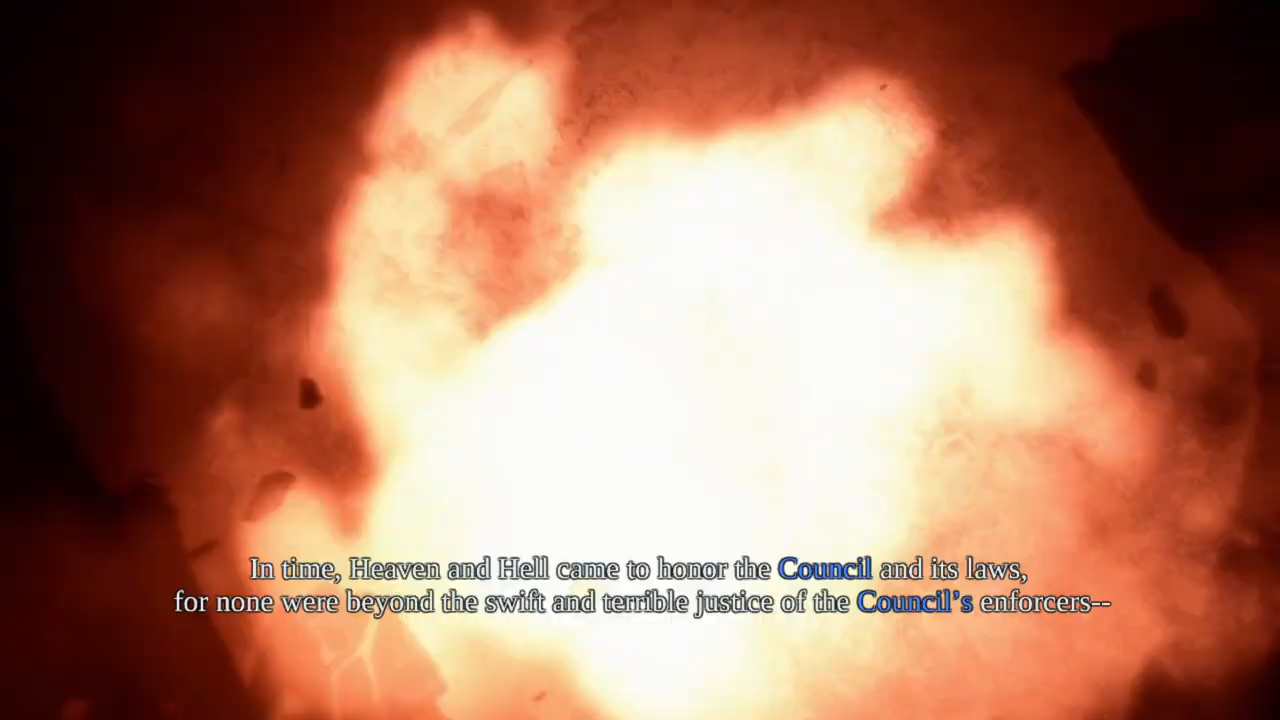 In time, Heaven and Hell came to honor the Council and its laws,
for none were beyond the swift and terrible justice of the Council’s enforcers--